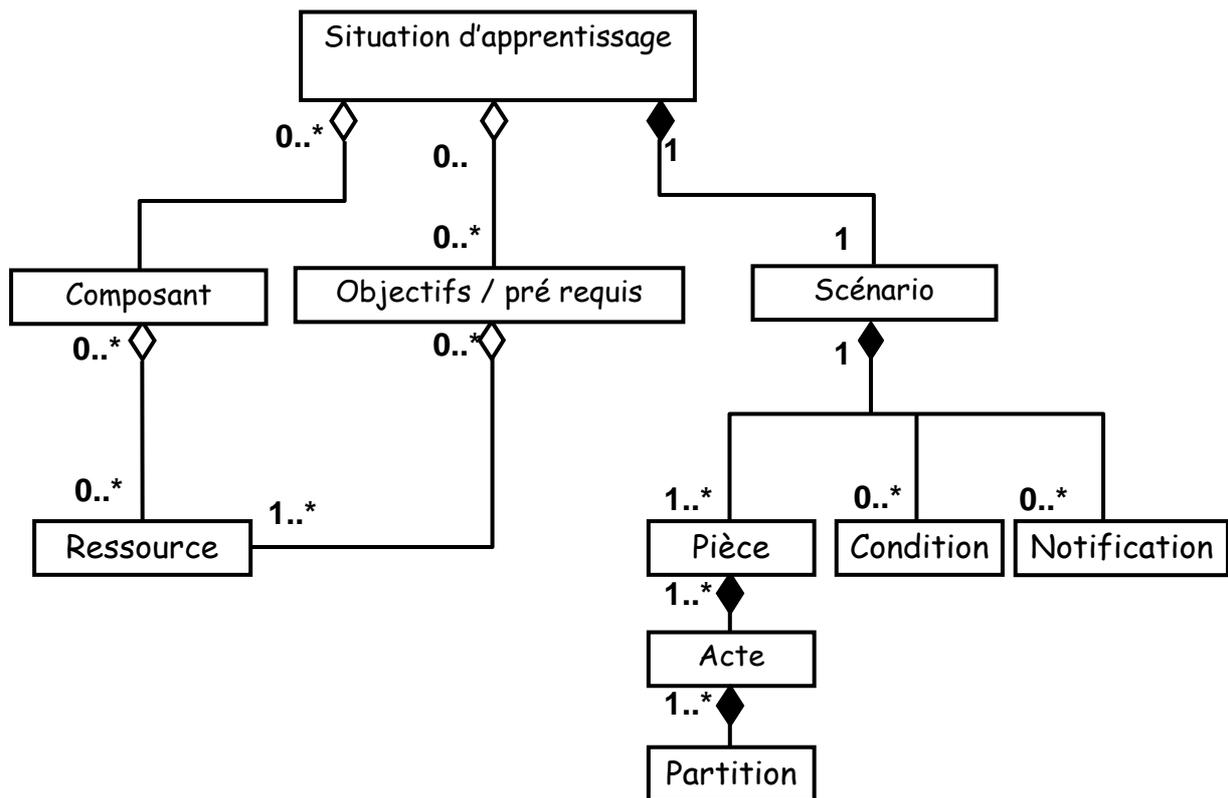 Situation d'apprentissage
0..*
0..
1
0..*
1
Composant
Objectifs / pré requis
Scénario
0..*
0..*
1
0..*
1..*
1..*
0..*
0..*
Ressource
Pièce
Condition
Notification
1..*
Acte
1..*
Partition